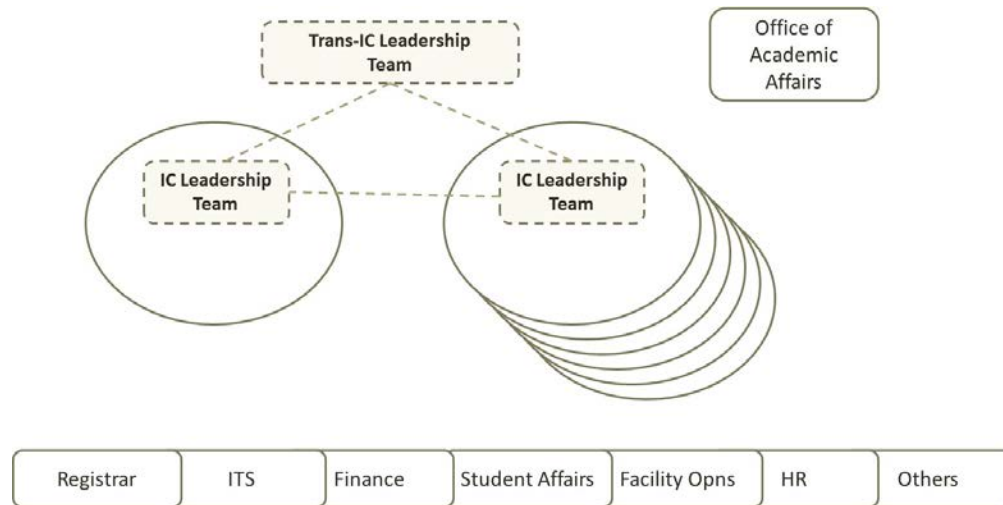 Trans-IC Leadership
Team
Office of
Academic
Affairs
IC Leadership
Team
IC Leadership
Team
Registrar
ITS
Finance
Student Affairs
Facility Opns
HR
Others